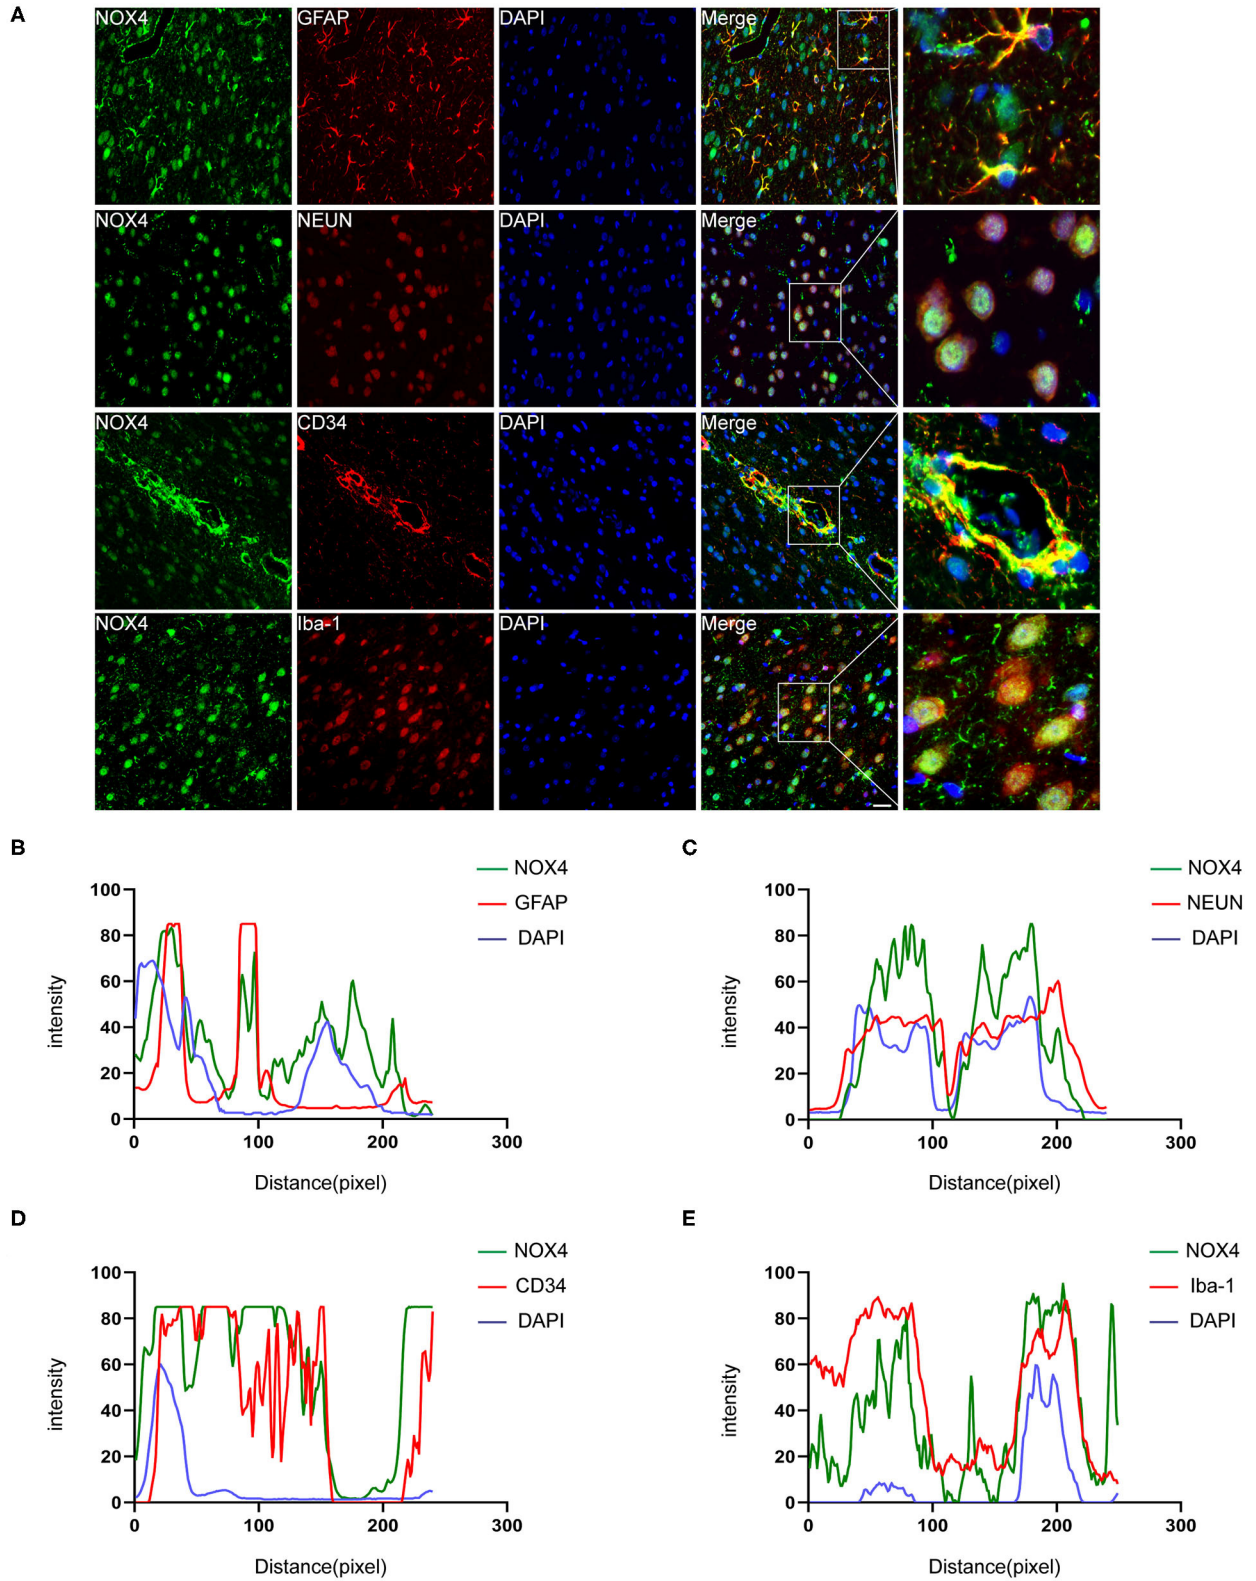 A
NOX4 GFAP DAPI Merge
NOX4 NEUN DAPI Merge
NOX4 CD34 DAPI Merge
NOX4 Iba-1 DAPI Merge
B
NOX4
GFAP
DAPI
100
80
60
40
20
0
intensity
0 100 200 300
Distance(pixel)
C
NOX4
NEUN
DAPI
100
80
60
40
20
0
intensity
0 100 200 300
Distance(pixel)
D
NOX4
CD34
DAPI
100
80
60
40
20
0
intensity
0 100 200 300
Distance(pixel)
E
NOX4
Iba-1
DAPI
100
80
60
40
20
0
intensity
0 100 200 300
Distance(pixel)